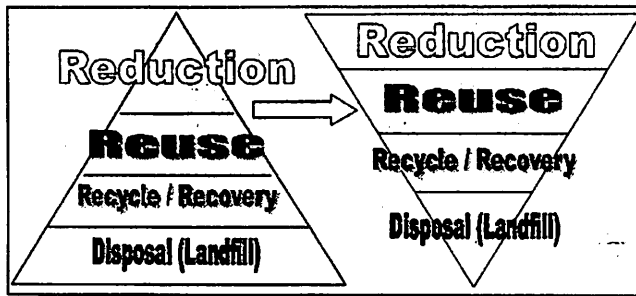 Reduction
Reuse
Recycle / Recovery
Disposal (Landfill)
Reduction
Reuse
Recycle / Recovery
Disposal (Landfill)